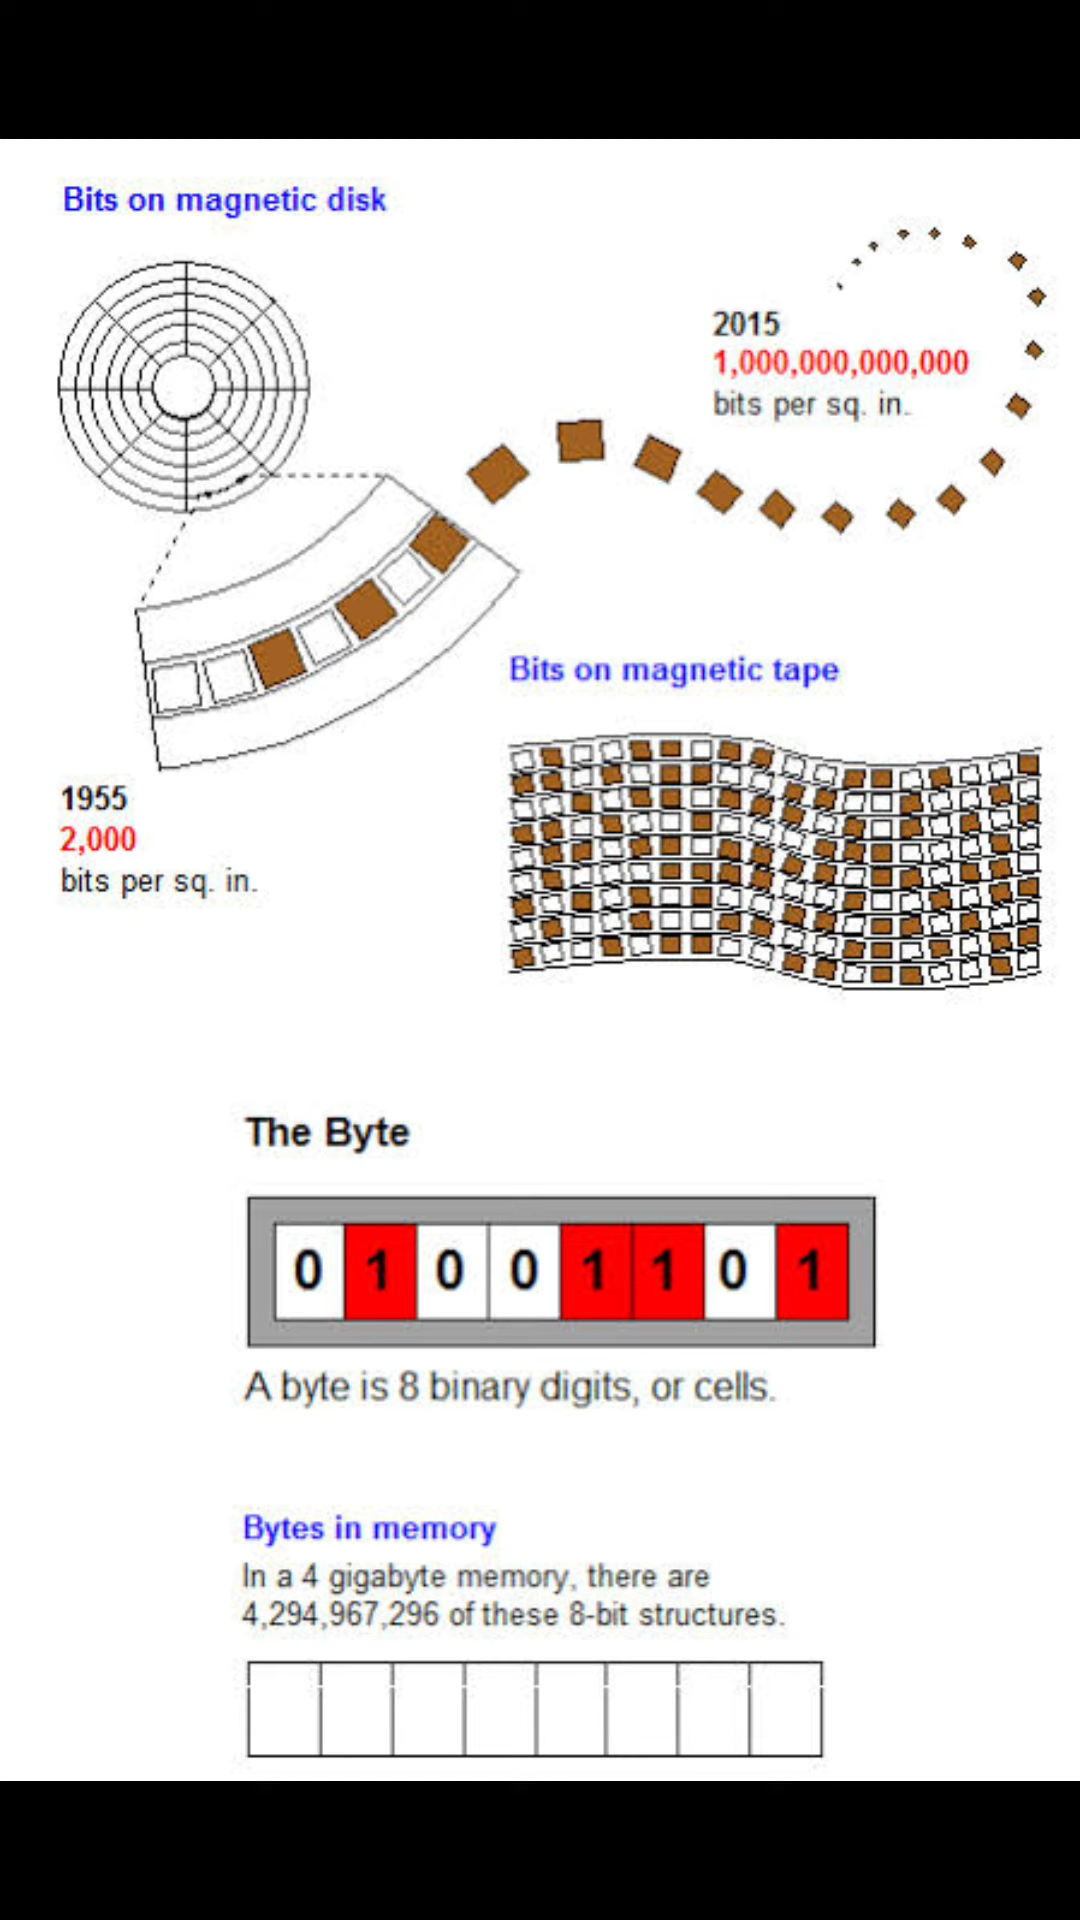 Bits on magnetic disk
2015
1,000,000,000,000
bits per sq. in.
Bits on magnetic tape
1955
2,000
bits per sq. in.
The Byte
0 1 0 0 1 1 0 1
A byte is 8 binary digits, or cells.
Bytes in memory
In a 4 gigabyte memory, there are
4,294,967,296 of these 8-bit structures.